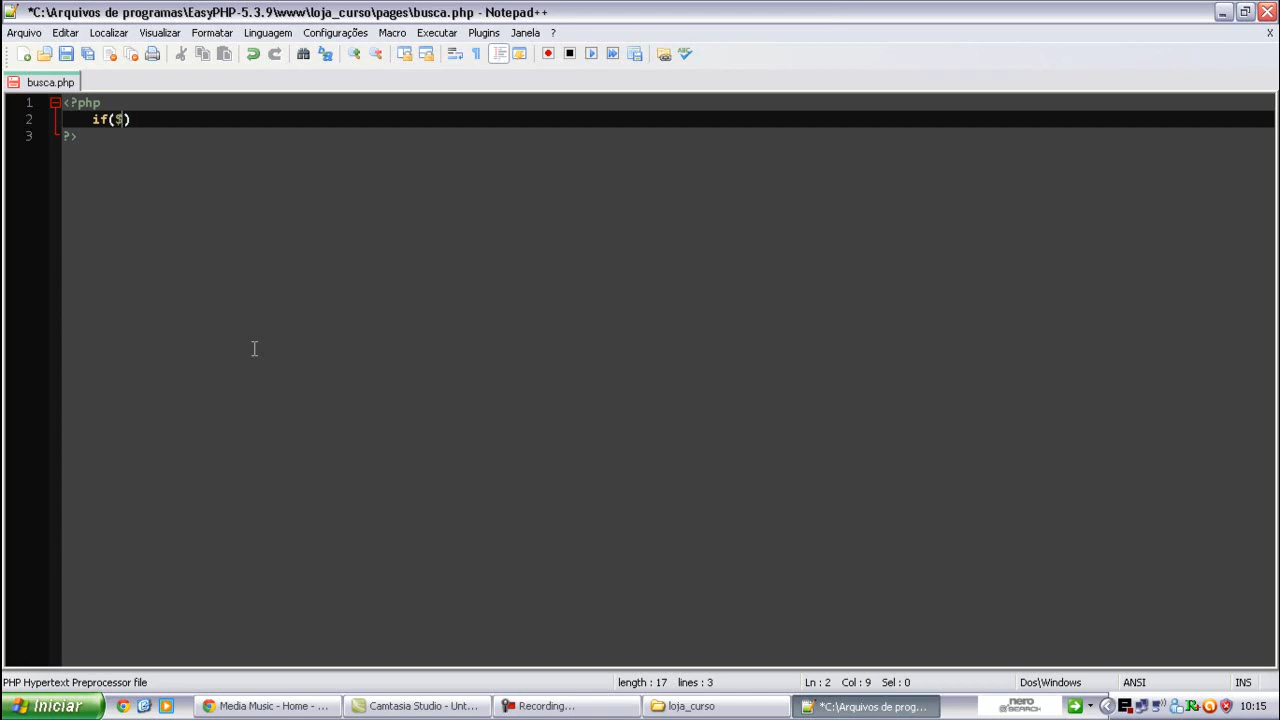 *C:\Arquivos de programas\EasyPHP-5.3.9\www\loja_curso\pages\busca.php - Notepad++
Arquivo Editar Localizar Visualizar Formatar Linguagem Configurações Macro Executar Plugins Janela ? X
busca.php
1 <?php
2 if($)
3 ?>
PHP Hypertext Preprocessor file length : 17 lines : 3 Ln : 2 Col : 9 Sel : 0 Dos\Windows ANSI INS
Iniciar Media Music - Home ... Camtasia Studio - Unt... Recording... loja_curso *C:\Arquivos de prog... nero SEARCH 10:15